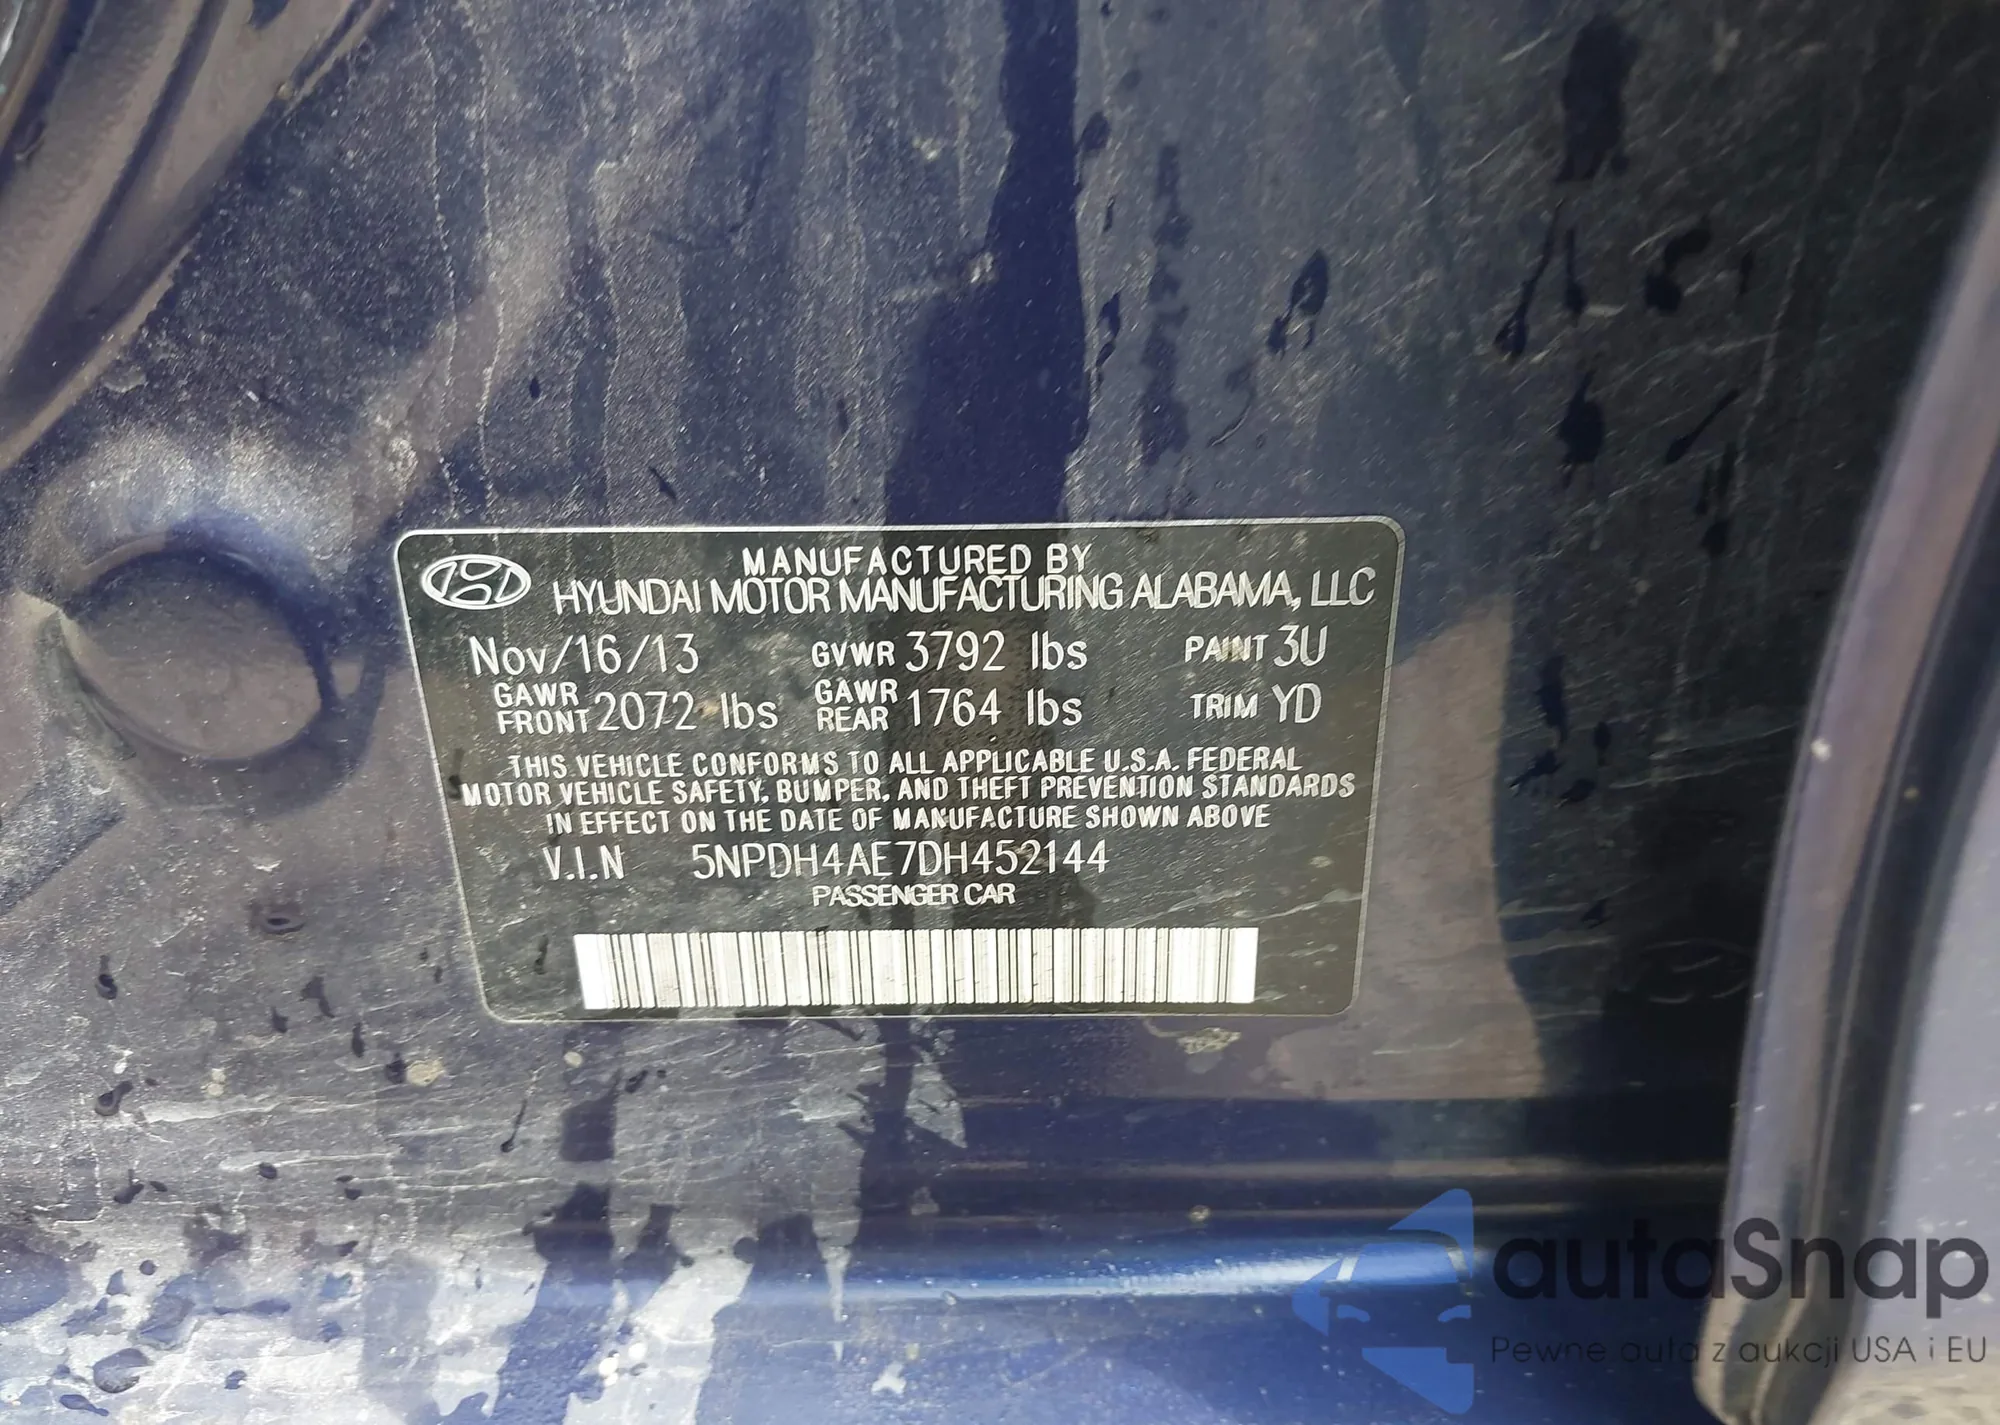 MANUFACTURED BY
HYUNDAI MOTOR MANUFACTURING ALABAMA, LLC
Nov/16/13 GVWR 3792 lbs PAINT 3U
GAWR FRONT 2072 lbs GAWR REAR 1764 lbs TRIM YD
THIS VEHICLE CONFORMS TO ALL APPLICABLE U.S.A. FEDERAL
MOTOR VEHICLE SAFETY, BUMPER, AND THEFT PREVENTION STANDARDS
IN EFFECT ON THE DATE OF MANUFACTURE SHOWN ABOVE
V.I.N 5NPDH4AE7DH452144
PASSENGER CAR
autaSnap
Pewne auta z aukcji USA i EU